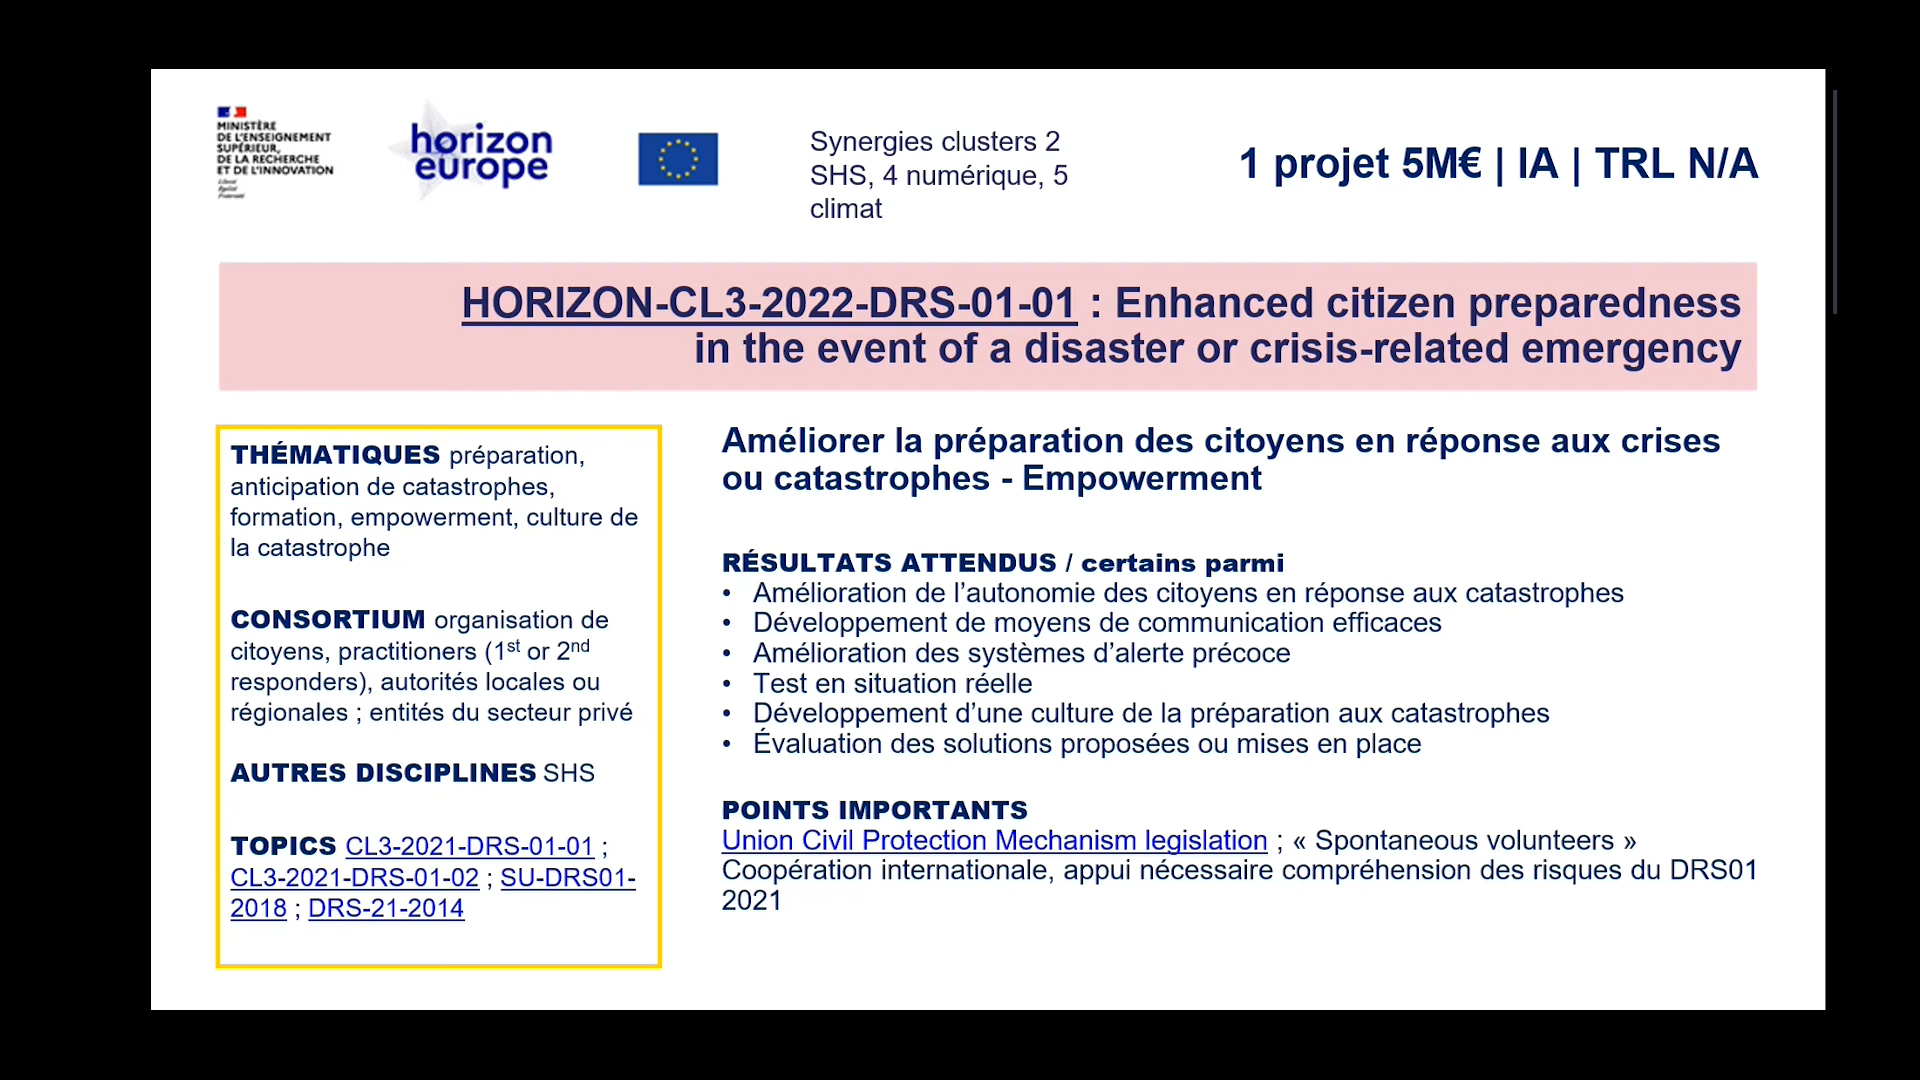 MINISTÈRE
DE L'ENSEIGNEMENT
SUPÉRIEUR,
DE LA RECHERCHE
ET DE L'INNOVATION
Liberté
Égalité
Fraternité
horizon
europe
Synergies clusters 2
SHS, 4 numérique, 5
climat
1 projet 5M€ | IA | TRL N/A
HORIZON-CL3-2022-DRS-01-01 : Enhanced citizen preparedness
in the event of a disaster or crisis-related emergency
THÉMATIQUES préparation,
anticipation de catastrophes,
formation, empowerment, culture de
la catastrophe
CONSORTIUM organisation de
citoyens, practitioners (1st or 2nd
responders), autorités locales ou
régionales ; entités du secteur privé
AUTRES DISCIPLINES SHS
TOPICS CL3-2021-DRS-01-01 ;
CL3-2021-DRS-01-02 ; SU-DRS01-
2018 ; DRS-21-2014
Améliorer la préparation des citoyens en réponse aux crises
ou catastrophes - Empowerment
RÉSULTATS ATTENDUS / certains parmi
• Amélioration de l’autonomie des citoyens en réponse aux catastrophes
• Développement de moyens de communication efficaces
• Amélioration des systèmes d’alerte précoce
• Test en situation réelle
• Développement d’une culture de la préparation aux catastrophes
• Évaluation des solutions proposées ou mises en place
POINTS IMPORTANTS
Union Civil Protection Mechanism legislation ; « Spontaneous volunteers »
Coopération internationale, appui nécessaire compréhension des risques du DRS01
2021